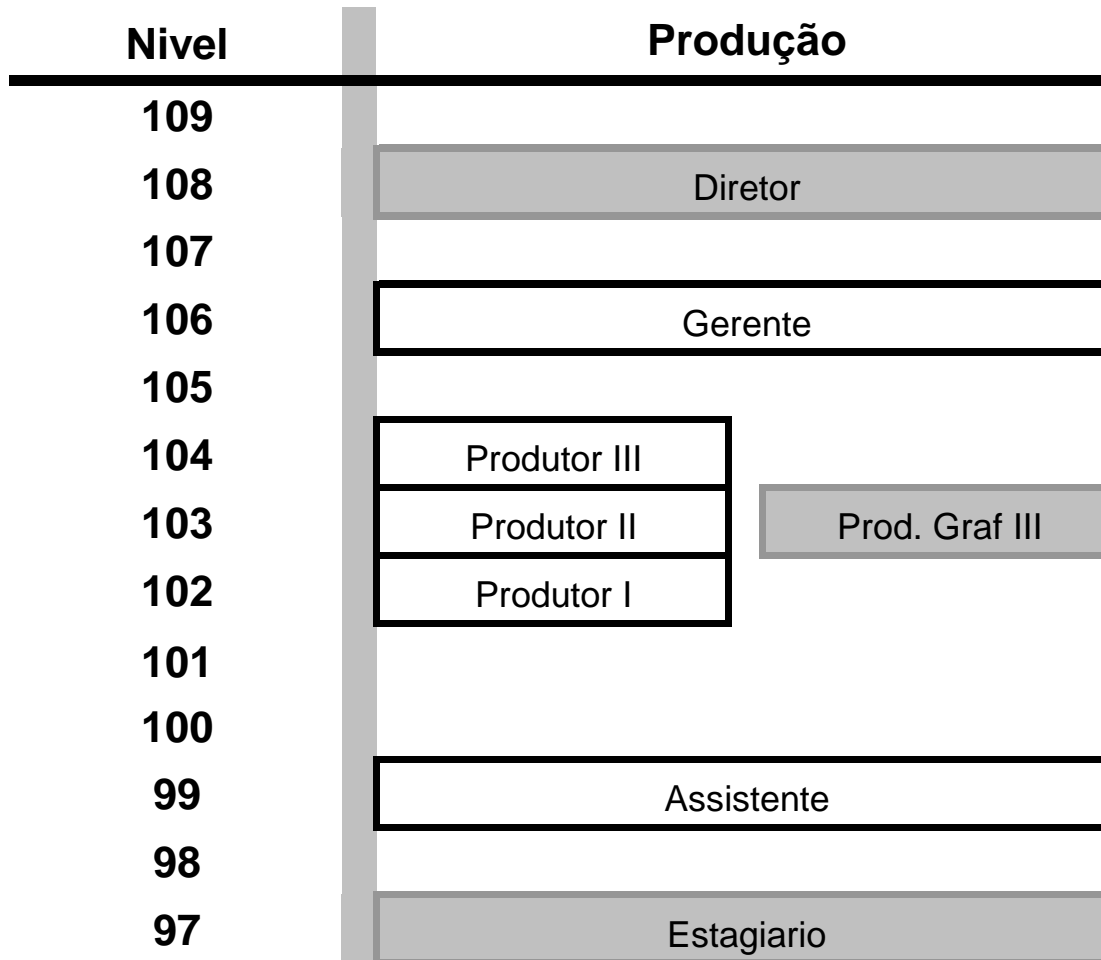 Nivel Produção
109
108 Diretor
107
106 Gerente
105
104 Produtor III
103 Produtor II Prod. Graf III
102 Produtor I
101
100
99 Assistente
98
97 Estagiario